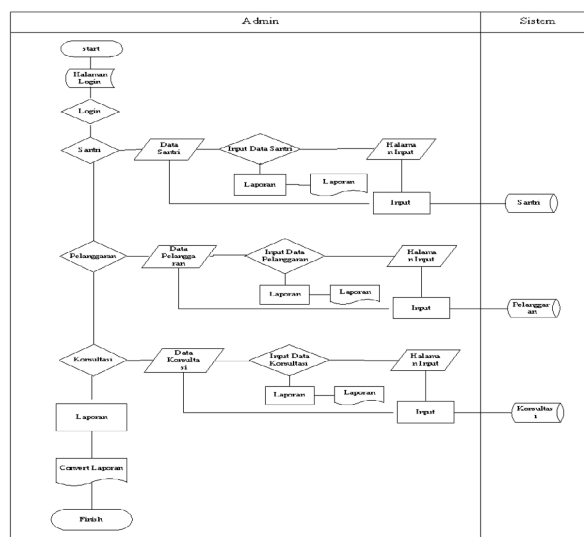 Admin
Sistem
start
Halaman
Login
Login
Santri
Data
Santri
Input Data Santri
Halama
n Input
Laporan
Laporan
Input
Santri
Pelanggaran
Data
Pelangga
ran
Input Data
Pelanggaran
Halama
n Input
Laporan
Laporan
Input
Pelanggar
an
Konsultasi
Data
Konsulta
si
Input Data
Konsultasi
Halama
n Input
Laporan
Laporan
Input
Konsultas
i
Laporan
Convert Laporan
Finish